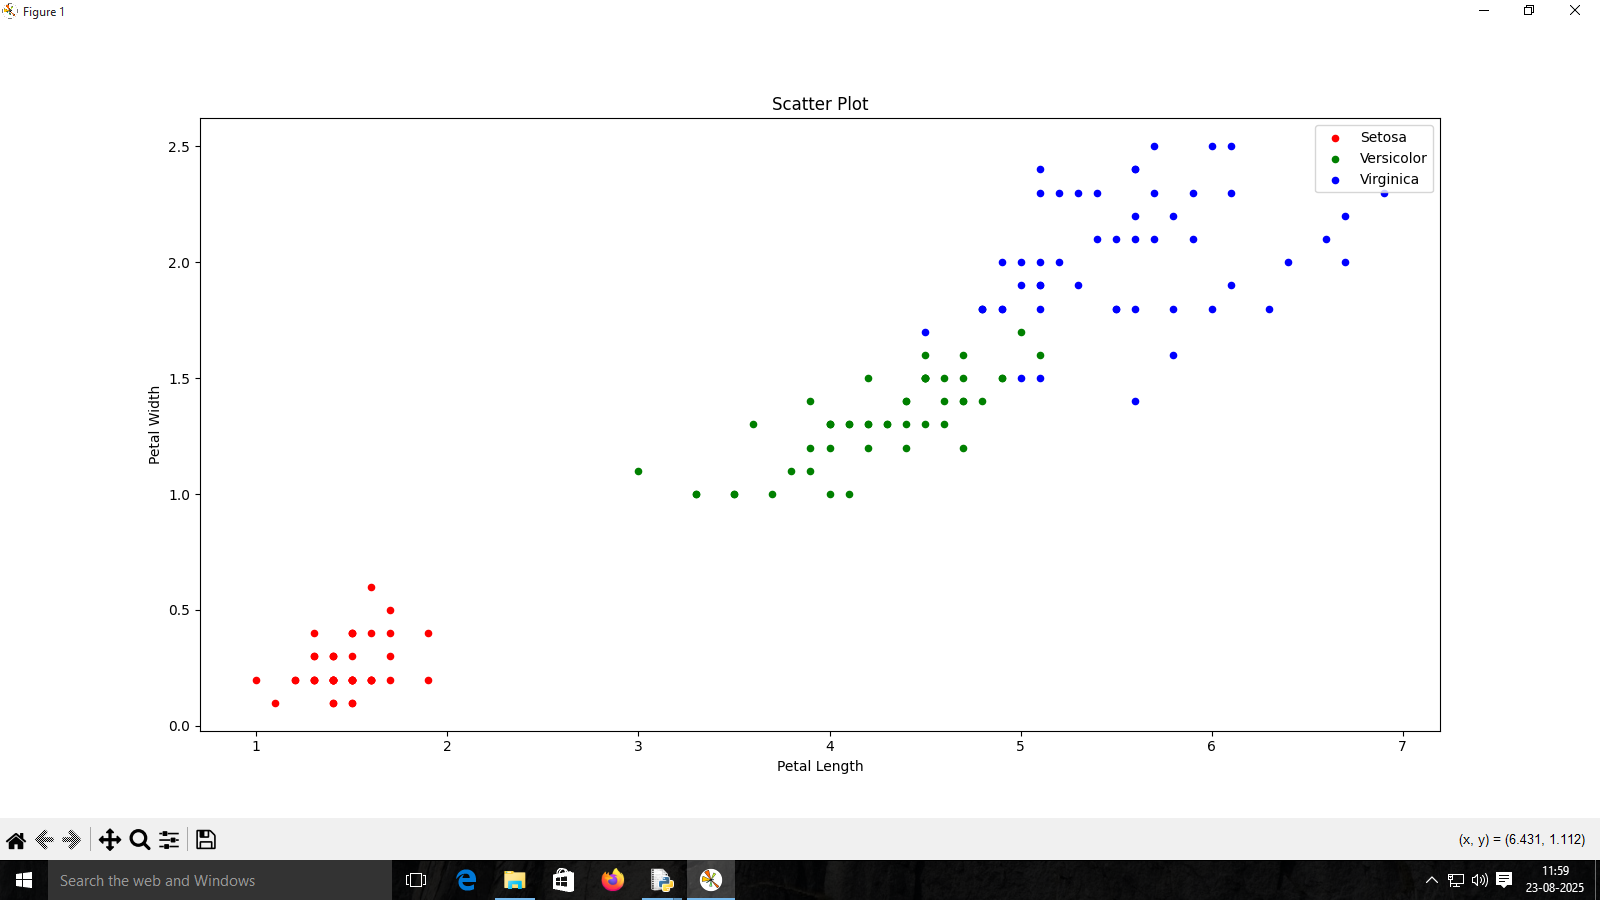 Figure 1
Scatter Plot
Setosa
Versicolor
Virginica
2.5
2.0
1.5
1.0
0.5
0.0
Petal Width
1 2 3 4 5 6 7
Petal Length
(x, y) = (6.431, 1.112)
Search the web and Windows
11:59
23-08-2025